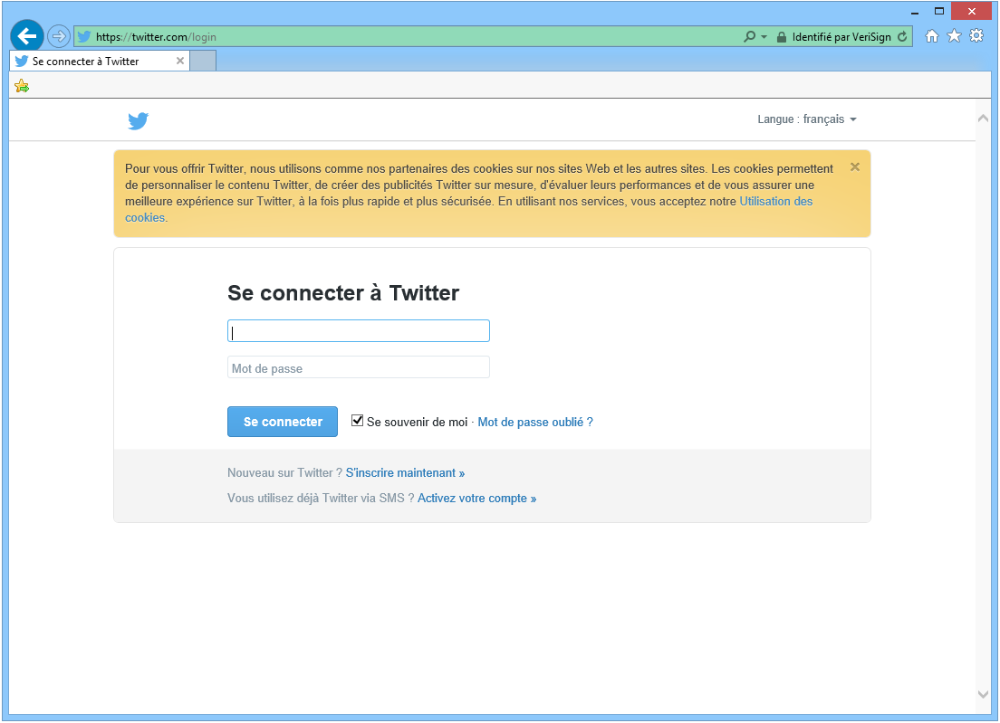 https://twitter.com/login
Identifié par VeriSign
Se connecter à Twitter
Langue : français
Pour vous offrir Twitter, nous utilisons comme nos partenaires des cookies sur nos sites Web et les autres sites. Les cookies permettent
de personnaliser le contenu Twitter, de créer des publicités Twitter sur mesure, d'évaluer leurs performances et de vous assurer une
meilleure expérience sur Twitter, à la fois plus rapide et plus sécurisée. En utilisant nos services, vous acceptez notre Utilisation des
cookies.
Se connecter à Twitter
Mot de passe
Se connecter Se souvenir de moi · Mot de passe oublié ?
Nouveau sur Twitter ? S'inscrire maintenant »
Vous utilisez déjà Twitter via SMS ? Activez votre compte »